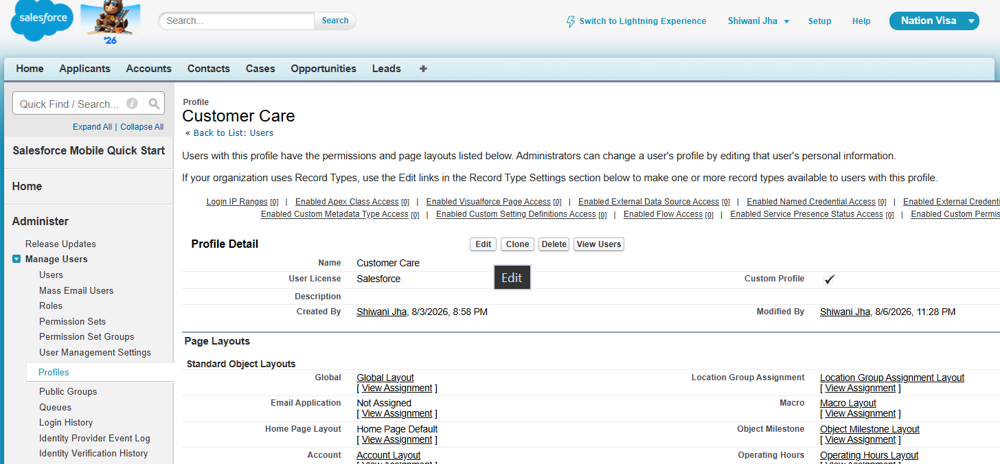 salesforce
'26
Search...
Search
Switch to Lightning Experience
Shiwani Jha
Setup
Help
Nation Visa
Home Applicants Accounts Contacts Cases Opportunities Leads
Quick Find / Search...
Expand All | Collapse All
Salesforce Mobile Quick Start
Home
Administer
Release Updates
Manage Users
Users
Mass Email Users
Roles
Permission Sets
Permission Set Groups
User Management Settings
Profiles
Public Groups
Queues
Login History
Identity Provider Event Log
Identity Verification History
Profile
Customer Care
« Back to List: Users
Users with this profile have the permissions and page layouts listed below. Administrators can change a user's profile by editing that user's personal information.
If your organization uses Record Types, use the Edit links in the Record Type Settings section below to make one or more record types available to users with this profile.
Login IP Ranges [0] | Enabled Apex Class Access [0] | Enabled Visualforce Page Access [0] | Enabled External Data Source Access [0] | Enabled Named Credential Access [0] | Enabled External Credenti
Enabled Custom Metadata Type Access [0] | Enabled Custom Setting Definitions Access [0] | Enabled Flow Access [0] | Enabled Service Presence Status Access [0] | Enabled Custom Permis
Profile Detail
Edit Clone Delete View Users
Name Customer Care
User License Salesforce
Edit
Custom Profile
Description
Created By Shiwani Jha, 8/3/2026, 8:58 PM
Modified By Shiwani Jha, 8/6/2026, 11:28 PM
Page Layouts
Standard Object Layouts
Global Global Layout
[ View Assignment ]
Location Group Assignment Location Group Assignment Layout
[ View Assignment ]
Email Application Not Assigned
[ View Assignment ]
Macro Macro Layout
[ View Assignment ]
Home Page Layout Home Page Default
[ View Assignment ]
Object Milestone Object Milestone Layout
[ View Assignment ]
Account Account Layout
[ View Assignment ]
Operating Hours Operating Hours Layout
[ View Assignment ]